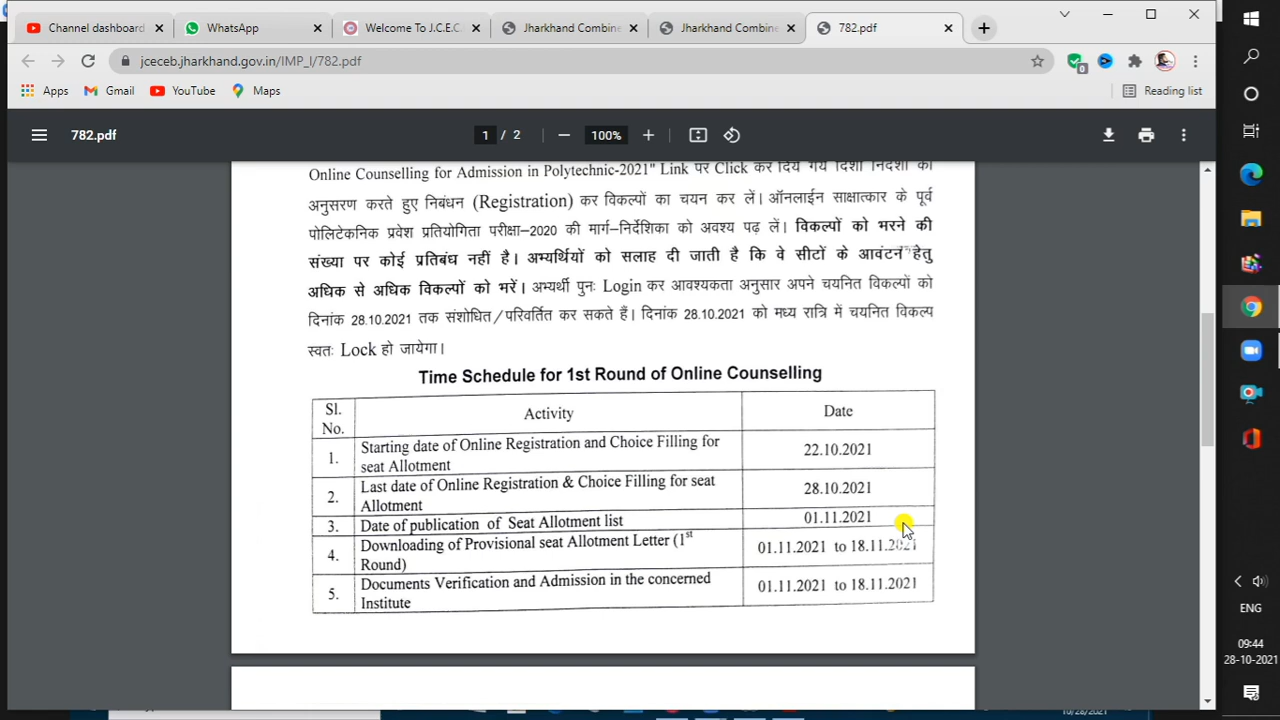 Channel dashboard
WhatsApp
Welcome To J.C.E.C.
Jharkhand Combine
Jharkhand Combine
782.pdf
jceceb.jharkhand.gov.in/IMP_I/782.pdf
0
Apps
Gmail
YouTube
Maps
Reading list
782.pdf
1 / 2
100%
Online Counselling for Admission in Polytechnic-2021" Link पर Click कर दिये गये दिशा निर्देशों का
अनुसरण करते हुए निबंधन (Registration) कर विकल्पों का चयन कर लें। ऑनलाईन साक्षात्कार के पूर्व
पोलिटेकनिक प्रवेश प्रतियोगिता परीक्षा–2020 की मार्ग–निर्देशिका को अवश्य पढ़ लें। विकल्पों को भरने की
संख्या पर कोई प्रतिबंध नहीं है। अभ्यर्थियों को सलाह दी जाती है कि वे सीटों के आवंटन हेतु
अधिक से अधिक विकल्पों को भरें। अभ्यर्थी पुनः Login कर आवश्यकता अनुसार अपने चयनित विकल्पों को
दिनांक 28.10.2021 तक संशोधित/परिवर्तित कर सकते हैं। दिनांक 28.10.2021 को मध्य रात्रि में चयनित विकल्प
स्वतः Lock हो जायेगा।
Time Schedule for 1st Round of Online Counselling
Sl. No. Activity Date
1. Starting date of Online Registration and Choice Filling for
seat Allotment 22.10.2021
2. Last date of Online Registration & Choice Filling for seat
Allotment 28.10.2021
3. Date of publication of Seat Allotment list 01.11.2021
4. Downloading of Provisional seat Allotment Letter (1st
Round) 01.11.2021 to 18.11.2021
5. Documents Verification and Admission in the concerned
Institute 01.11.2021 to 18.11.2021
ENG
09:44
28-10-2021
10/28/2021